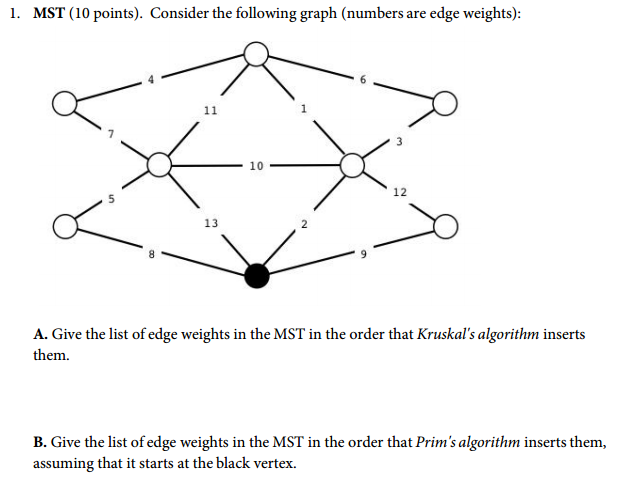 1. MST (10 points). Consider the following graph (numbers are edge weights):
4
6
11
1
7
3
10
5
12
13
2
8
9
A. Give the list of edge weights in the MST in the order that Kruskal's algorithm inserts
them.
B. Give the list of edge weights in the MST in the order that Prim's algorithm inserts them,
assuming that it starts at the black vertex.